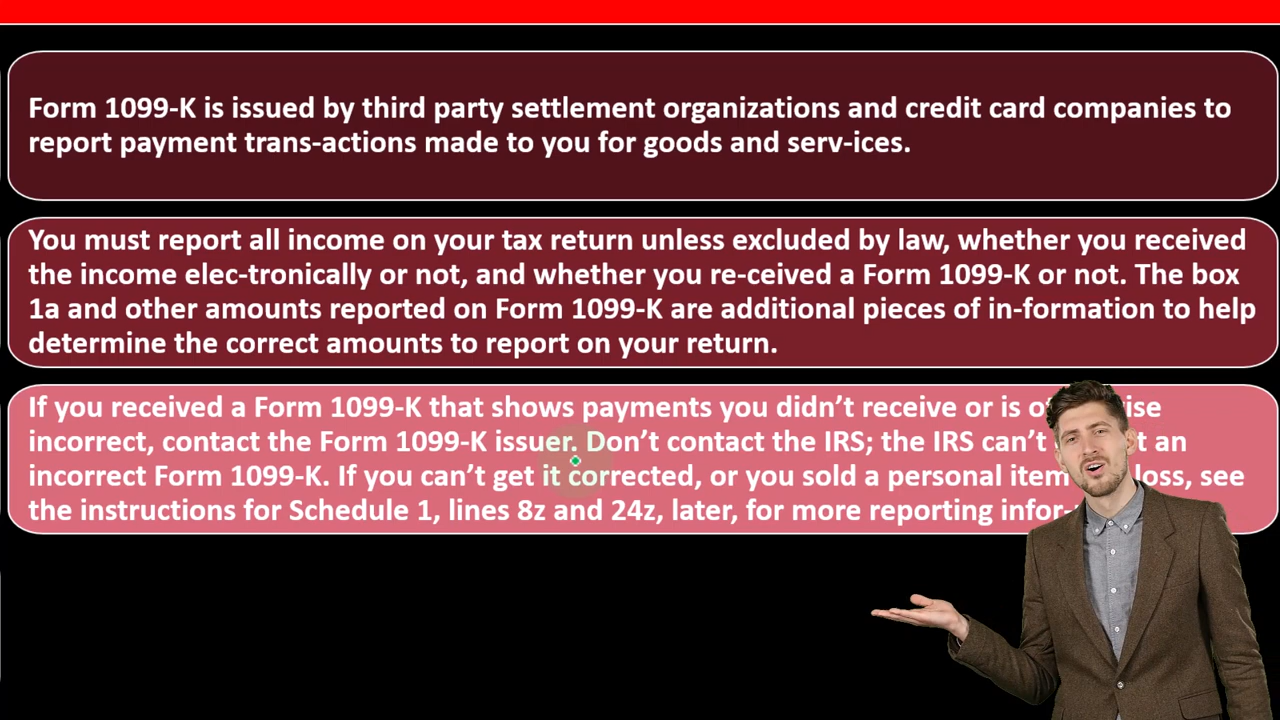 Form 1099-K is issued by third party settlement organizations and credit card companies to
report payment trans-actions made to you for goods and serv-ices.
You must report all income on your tax return unless excluded by law, whether you received
the income elec-tronically or not, and whether you re-ceived a Form 1099-K or not. The box
1a and other amounts reported on Form 1099-K are additional pieces of in-formation to help
determine the correct amounts to report on your return.
If you received a Form 1099-K that shows payments you didn’t receive or is
incorrect, contact the Form 1099-K issuer. Don’t contact the IRS; the IRS can’t an
incorrect Form 1099-K. If you can’t get it corrected, or you sold a personal item loss, see
the instructions for Schedule 1, lines 8z and 24z, later, for more reporting